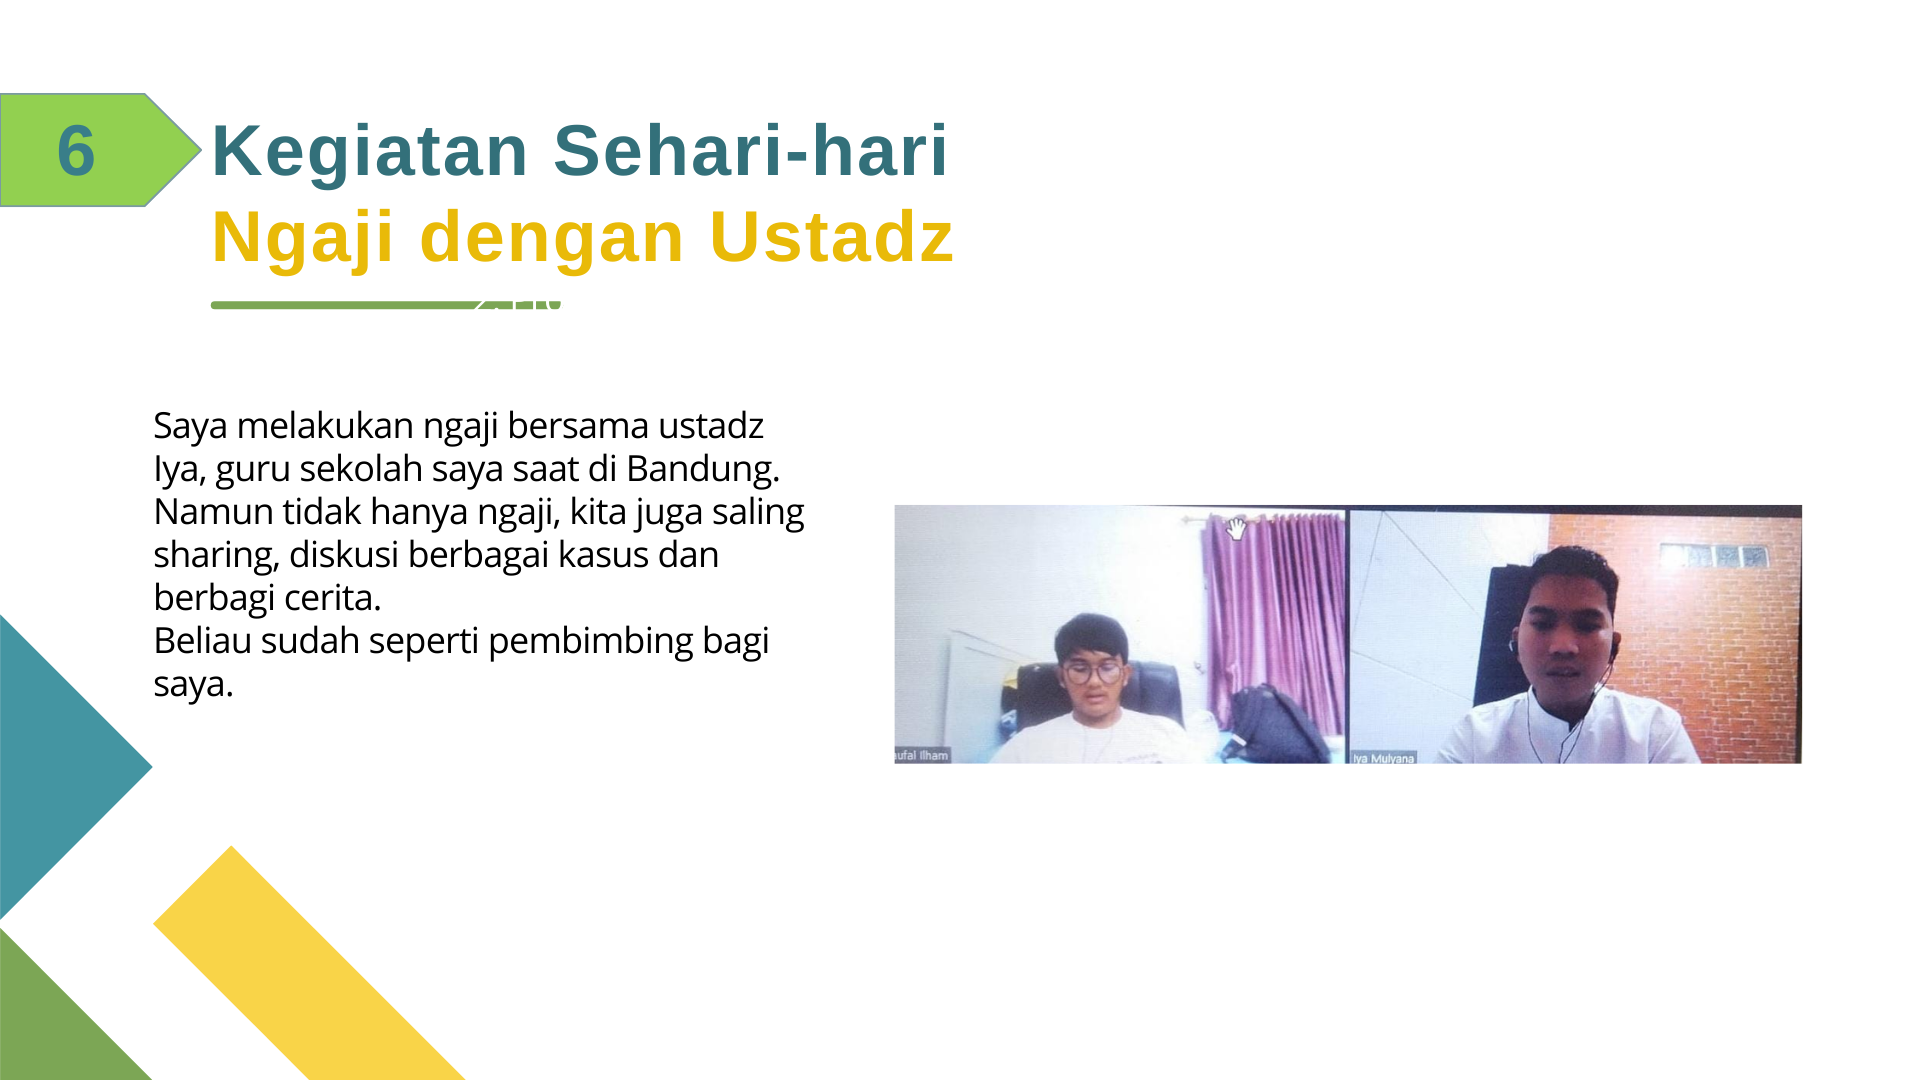 6
Kegiatan Sehari-hari
Ngaji dengan Ustadz
Saya melakukan ngaji bersama ustadz
Iya, guru sekolah saya saat di Bandung.
Namun tidak hanya ngaji, kita juga saling
sharing, diskusi berbagai kasus dan
berbagi cerita.
Beliau sudah seperti pembimbing bagi
saya.
Ilham
Iya Mulyana